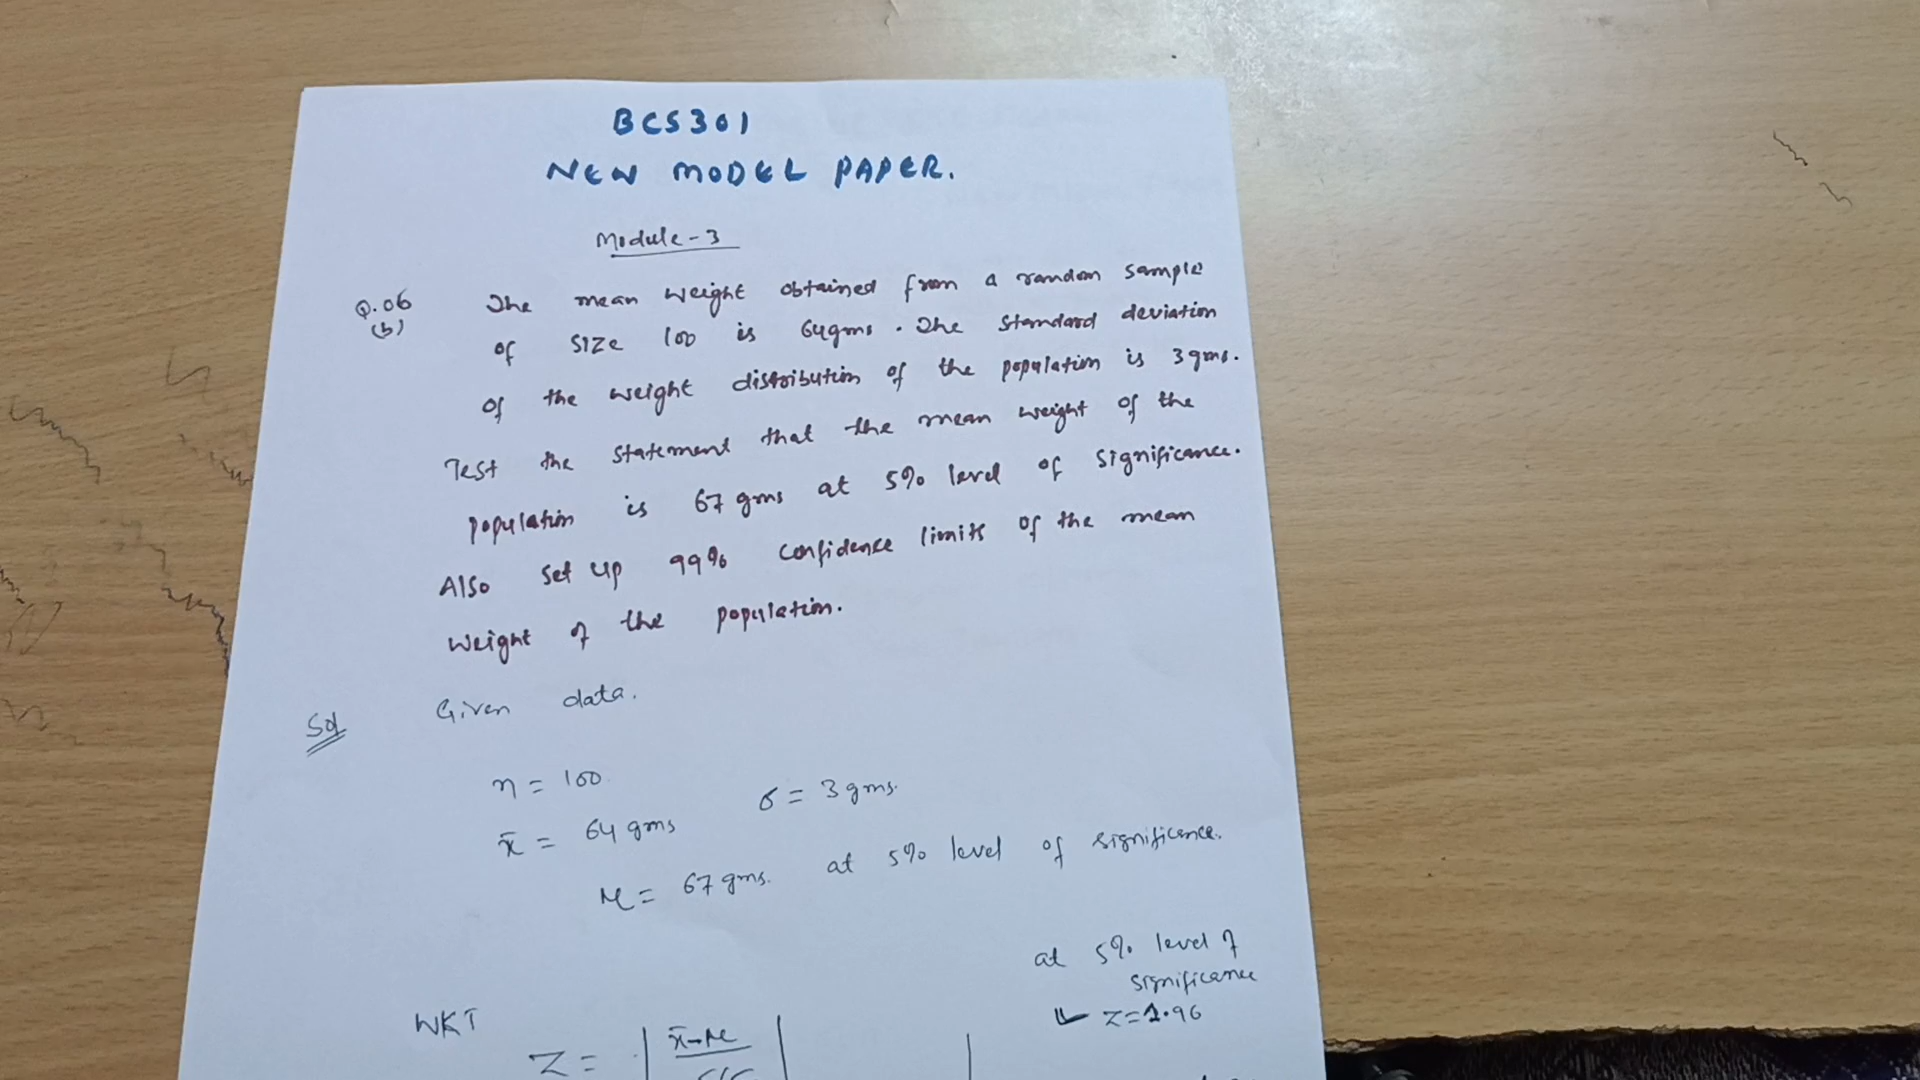 BCS301
NEW MODEL PAPER.
Module-3
Q.06 The mean weight obtained from a random sample
(b) of size 100 is 64gms. The standard deviation
of the weight distribution of the population is 3gms.
Test the statement that the mean weight of the
population is 67 gms at 5% level of significance.
Also set up 99% confidence limits of the mean
weight of the population.
Sol Given data.
n = 100
x̄ = 64 gms σ = 3 gms.
μ = 67 gms. at 5% level of significance.
at 5% level of
significance
Z=1.96
WKT
Z = | x̄-μ |